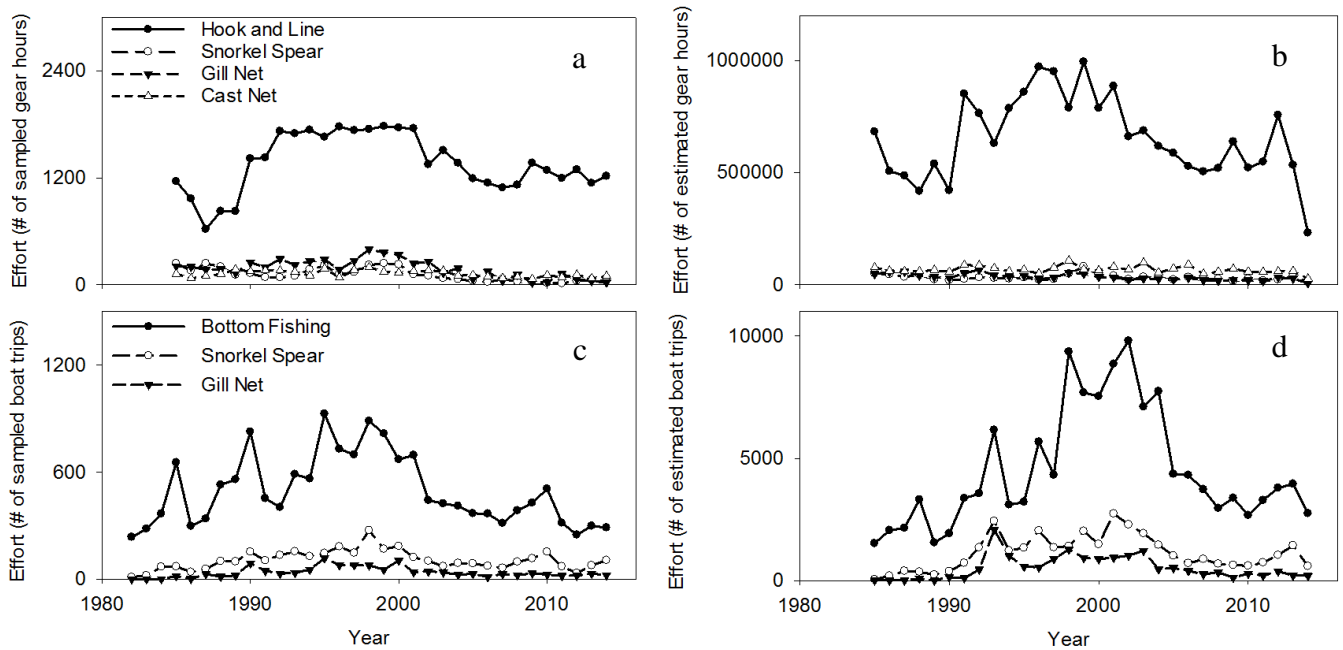 Effort (# of sampled gear hours)
2400
1200
0
Hook and Line
Snorkel Spear
Gill Net
Cast Net
a
Effort (# of estimated gear hours)
1000000
500000
0
b
Effort (# of sampled boat trips)
1200
600
0
Bottom Fishing
Snorkel Spear
Gill Net
c
1980
1990
2000
2010
Year
Effort (# of estimated boat trips)
10000
5000
0
d
1980
1990
2000
2010
Year